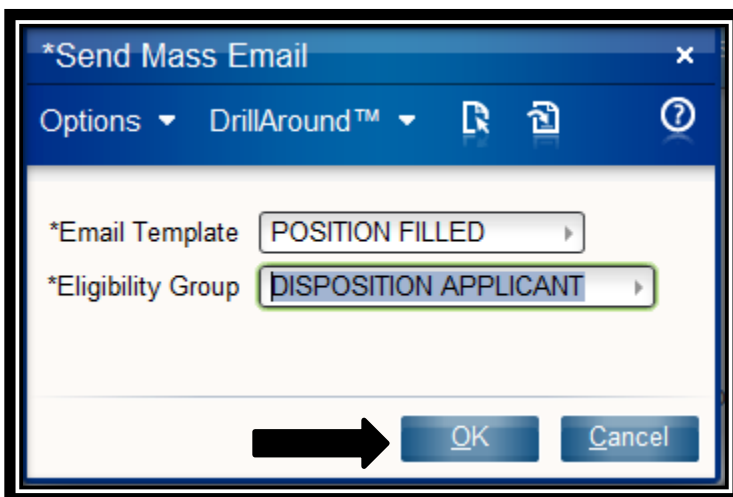 *Send Mass Email
Options DrillAround™
*Email Template POSITION FILLED
*Eligibility Group DISPOSITION APPLICANT
OK Cancel